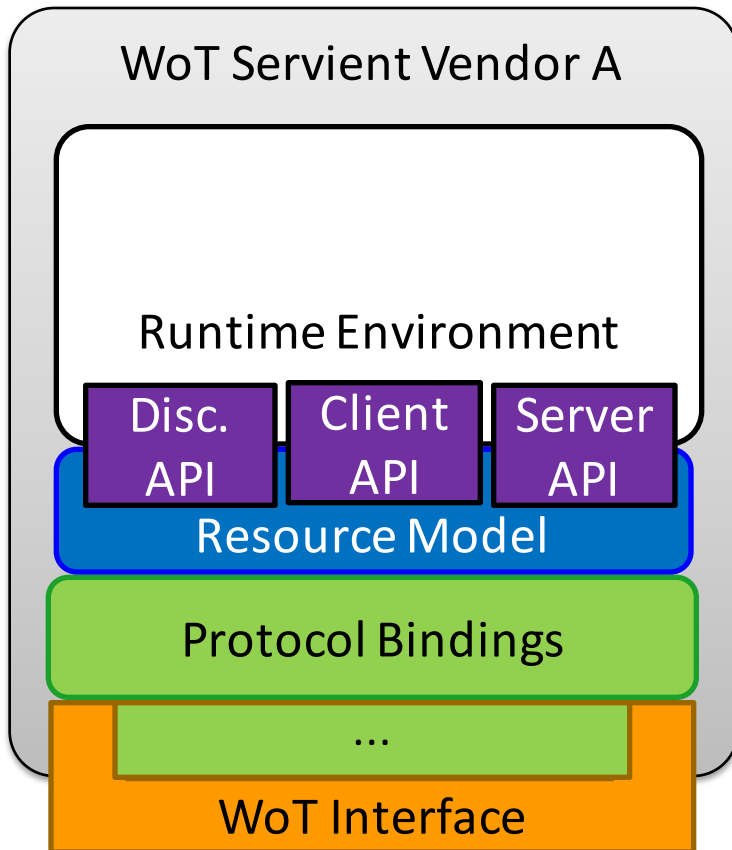 WoT Servient Vendor A
Runtime Environment
Disc.
API
Client
API
Server
API
Resource Model
Protocol Bindings
...
WoT Interface